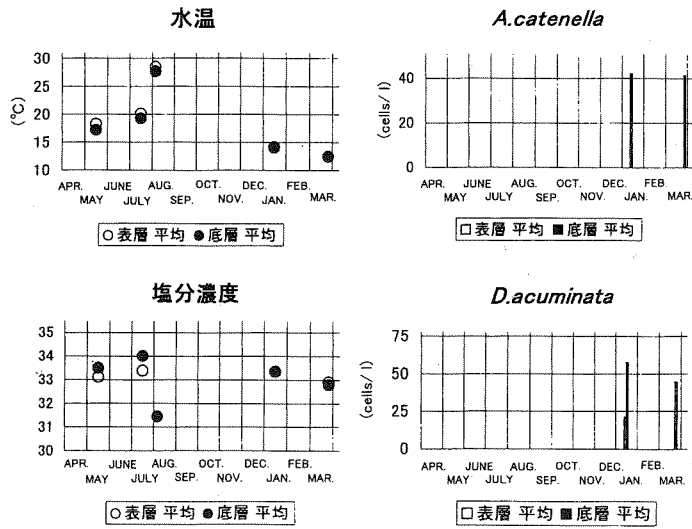 水温
30
25
20
15
10
(℃)
APR. MAY JUNE JULY AUG. SEP. OCT. NOV. DEC. JAN. FEB. MAR.
○ 表層 平均 ● 底層 平均
A.catenella
40
20
0
(cells/ l)
APR. MAY JUNE JULY AUG. SEP. OCT. NOV. DEC. JAN. FEB. MAR.
□ 表層 平均 ■ 底層 平均
塩分濃度
35
34
33
32
31
30
APR. MAY JUNE JULY AUG. SEP. OCT. NOV. DEC. JAN. FEB. MAR.
○ 表層 平均 ● 底層 平均
D.acuminata
75
50
25
0
(cells/ l)
APR. MAY JUNE JULY AUG. SEP. OCT. NOV. DEC. JAN. FEB. MAR.
□ 表層 平均 ■ 底層 平均